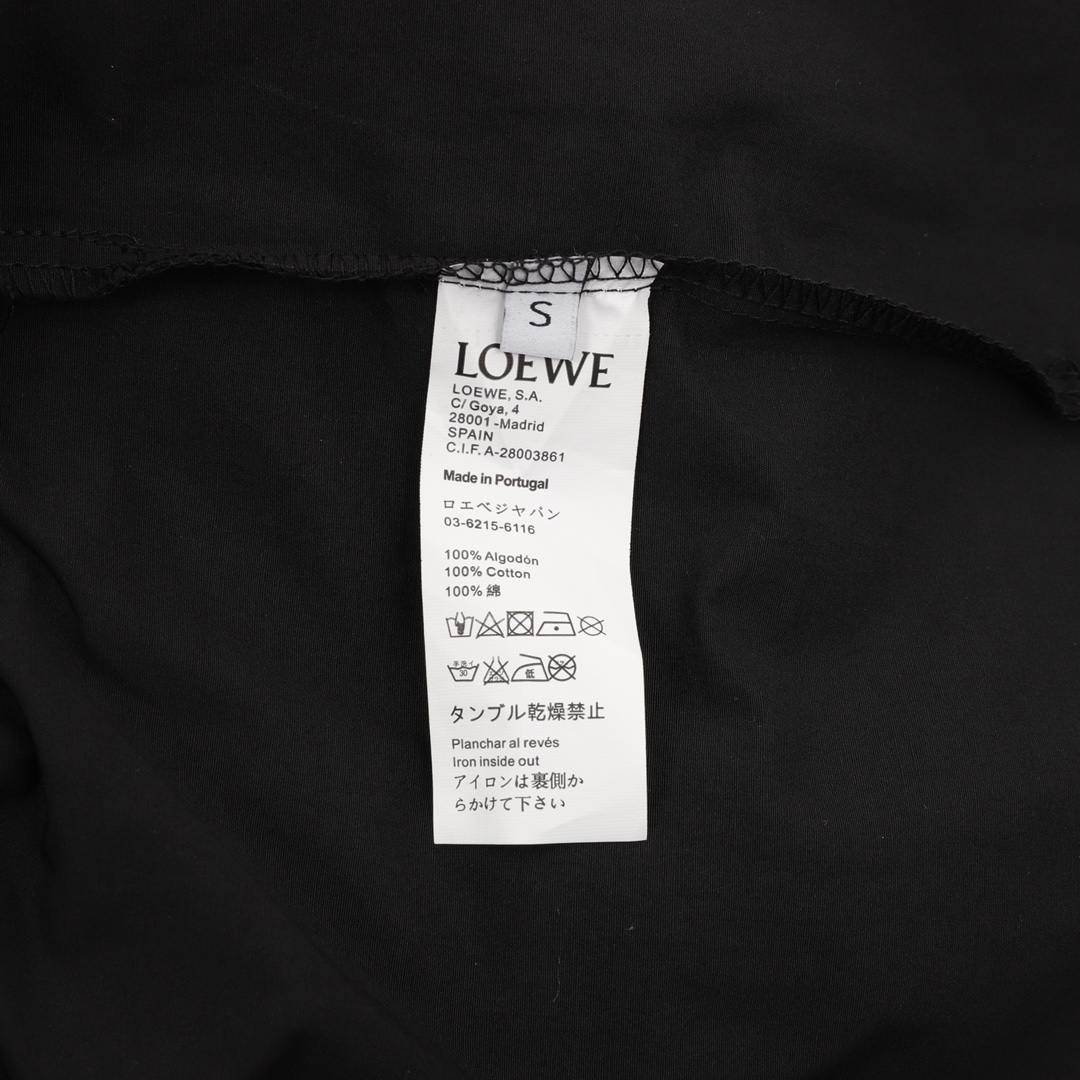 S
LOEWE
LOEWE, S.A.
C/ Goya, 4
28001 -Madrid
SPAIN
C.I.F. A-28003861
Made in Portugal
ロエベジャパン
03-6215-6116
100% Algodón
100% Cotton
100% 綿
手洗イ
30
低
タンブル乾燥禁止
Planchar al revés
Iron inside out
アイロンは裏側か
らかけて下さい